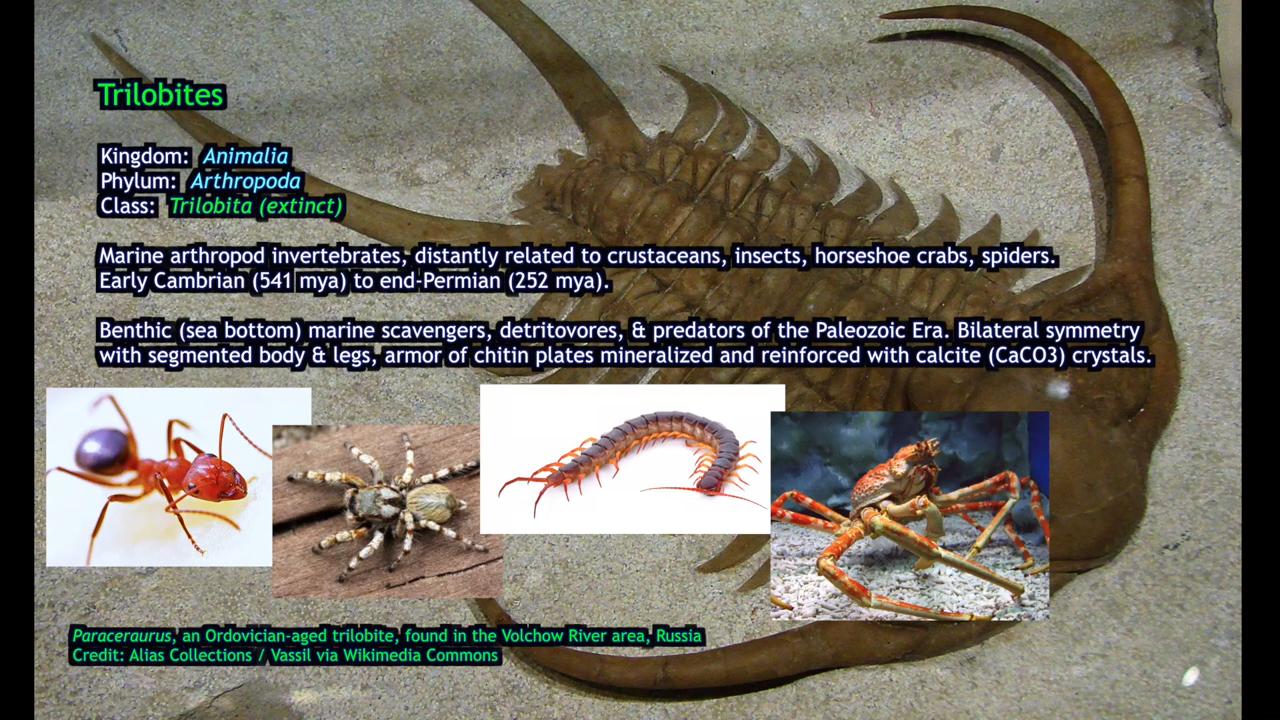 Trilobites
Kingdom: Animalia
Phylum: Arthropoda
Class: Trilobita (extinct)
Marine arthropod invertebrates, distantly related to crustaceans, insects, horseshoe crabs, spiders.
Early Cambrian (541 mya) to end-Permian (252 mya).
Benthic (sea bottom) marine scavengers, detritovores, & predators of the Paleozoic Era. Bilateral symmetry
with segmented body & legs, armor of chitin plates mineralized and reinforced with calcite (CaCO3) crystals.
Paraceraurus, an Ordovician-aged trilobite, found in the Volchow River area, Russia
Credit: Alias Collections / Vassil via Wikimedia Commons